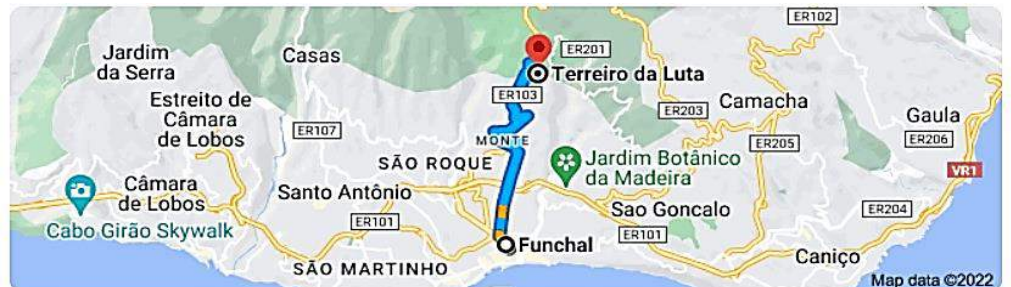 ER102
Jardim
da Serra
Casas
ER201
Terreiro da Luta
Estreito de
Câmara
de Lobos
ER103
ER203
Camacha
Gaula
ER107
MONTE
ER205
ER206
SÃO ROQUE
Jardim Botânico
da Madeira
VR1
Câmara
de Lobos
Santo António
Sao Goncalo
ER204
Cabo Girão Skywalk
ER101
ER101
Funchal
Caniço
SÃO MARTINHO
Map data ©2022